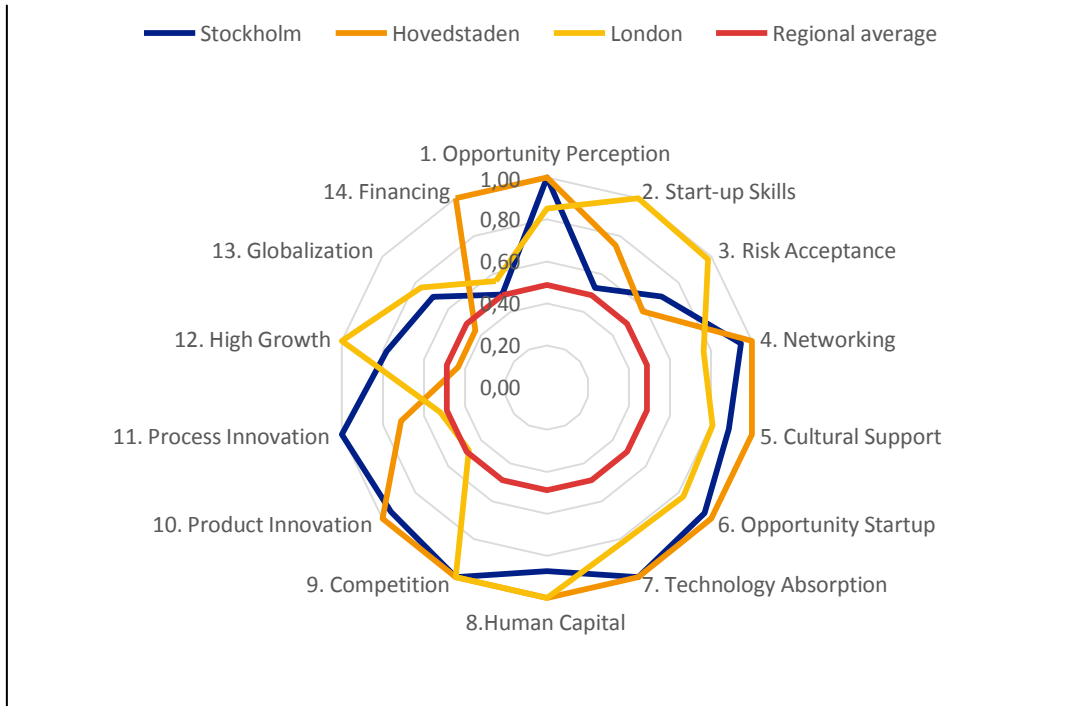 Stockholm Hovedstaden London Regional average
1. Opportunity Perception
14. Financing 1,00 2. Start-up Skills
0,80
13. Globalization 0,60 3. Risk Acceptance
0,40
12. High Growth 0,20 4. Networking
0,00
11. Process Innovation 5. Cultural Support
10. Product Innovation 6. Opportunity Startup
9. Competition 7. Technology Absorption
8.Human Capital